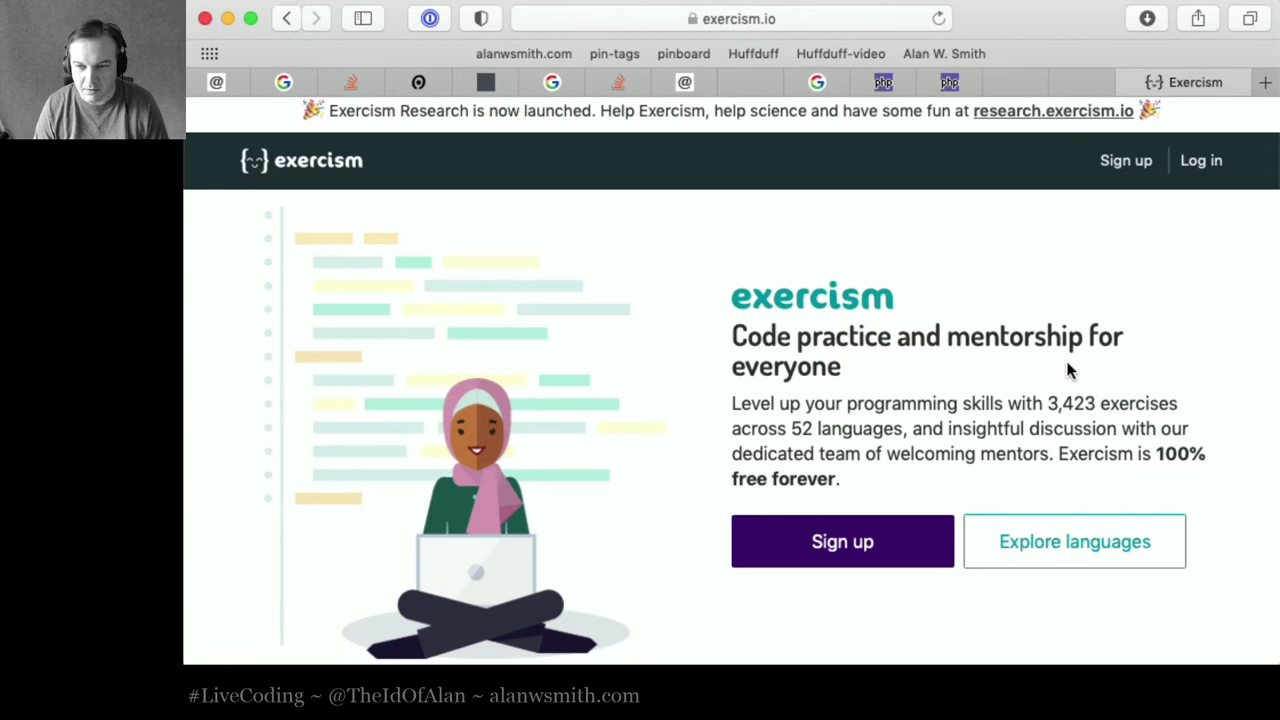 exercism.io
alanwsmith.com pin-tags pinboard Huffduff Huffduff-video Alan W. Smith
@ G G @ G php php {;-} Exercism +
🎉 Exercism Research is now launched. Help Exercism, help science and have some fun at research.exercism.io 🎉
exercism Sign up Log in
exercism
Code practice and mentorship for
everyone
Level up your programming skills with 3,423 exercises
across 52 languages, and insightful discussion with our
dedicated team of welcoming mentors. Exercism is 100%
free forever.
Sign up Explore languages
#LiveCoding ~ @TheIdOfAlan ~ alanwsmith.com